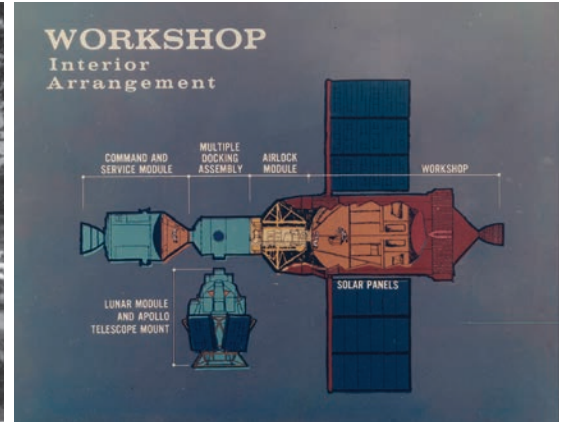 WORKSHOP
Interior
Arrangement
COMMAND AND
SERVICE MODULE
MULTIPLE
DOCKING
ASSEMBLY
AIRLOCK
MODULE
WORKSHOP
SOLAR PANELS
LUNAR MODULE
AND APOLLO
TELESCOPE MOUNT